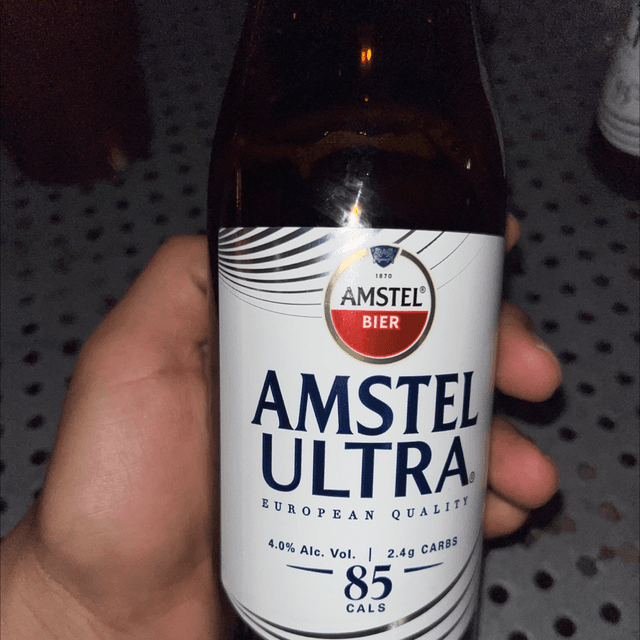 1870
AMSTEL®
BIER
AMSTEL
ULTRA®
EUROPEAN QUALITY
4.0% Alc. Vol. | 2.4g CARBS
85
CALS